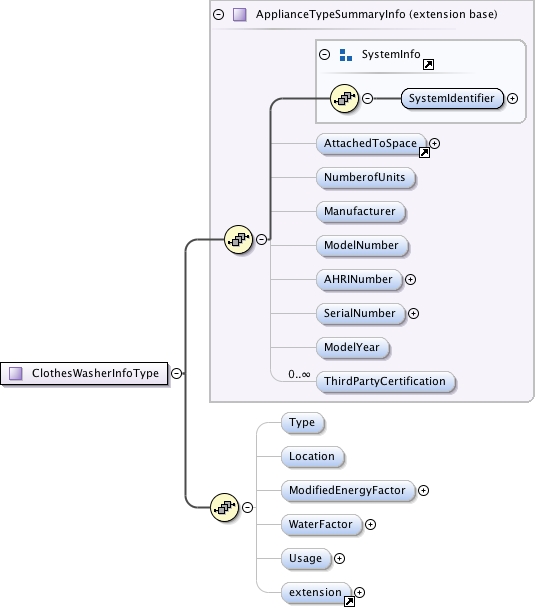 ApplianceTypeSummaryInfo (extension base)
SystemInfo
SystemIdentifier
AttachedToSpace
NumberofUnits
Manufacturer
ModelNumber
AHRINumber
SerialNumber
ModelYear
0..∞
ThirdPartyCertification
ClothesWasherInfoType
Type
Location
ModifiedEnergyFactor
WaterFactor
Usage
extension